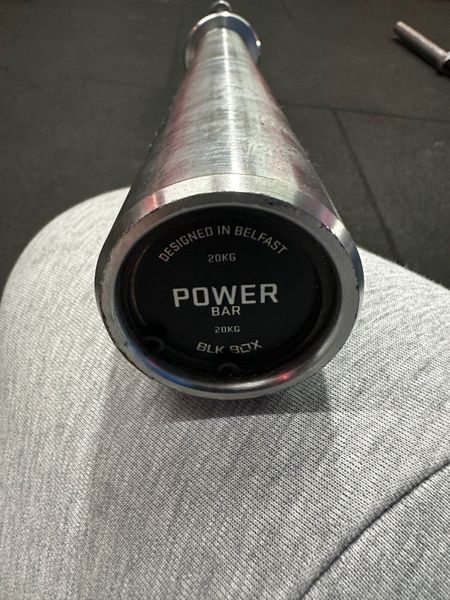 DESIGNED IN BELFAST
20KG
POWER
BAR
20KG
BLK BOX